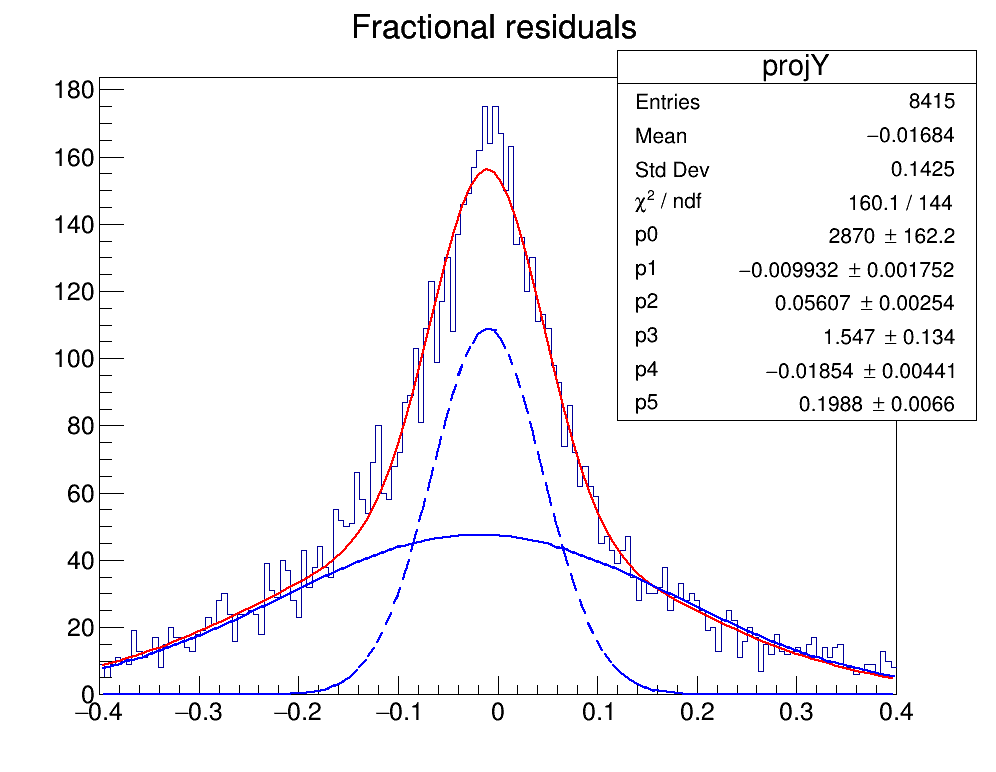 Fractional residuals
projY
Entries 8415
Mean −0.01684
Std Dev 0.1425
χ² / ndf 160.1 / 144
p0 2870 ± 162.2
p1 −0.009932 ± 0.001752
p2 0.05607 ± 0.00254
p3 1.547 ± 0.134
p4 −0.01854 ± 0.00441
p5 0.1988 ± 0.0066
180
160
140
120
100
80
60
40
20
0
−0.4 −0.3 −0.2 −0.1 0 0.1 0.2 0.3 0.4